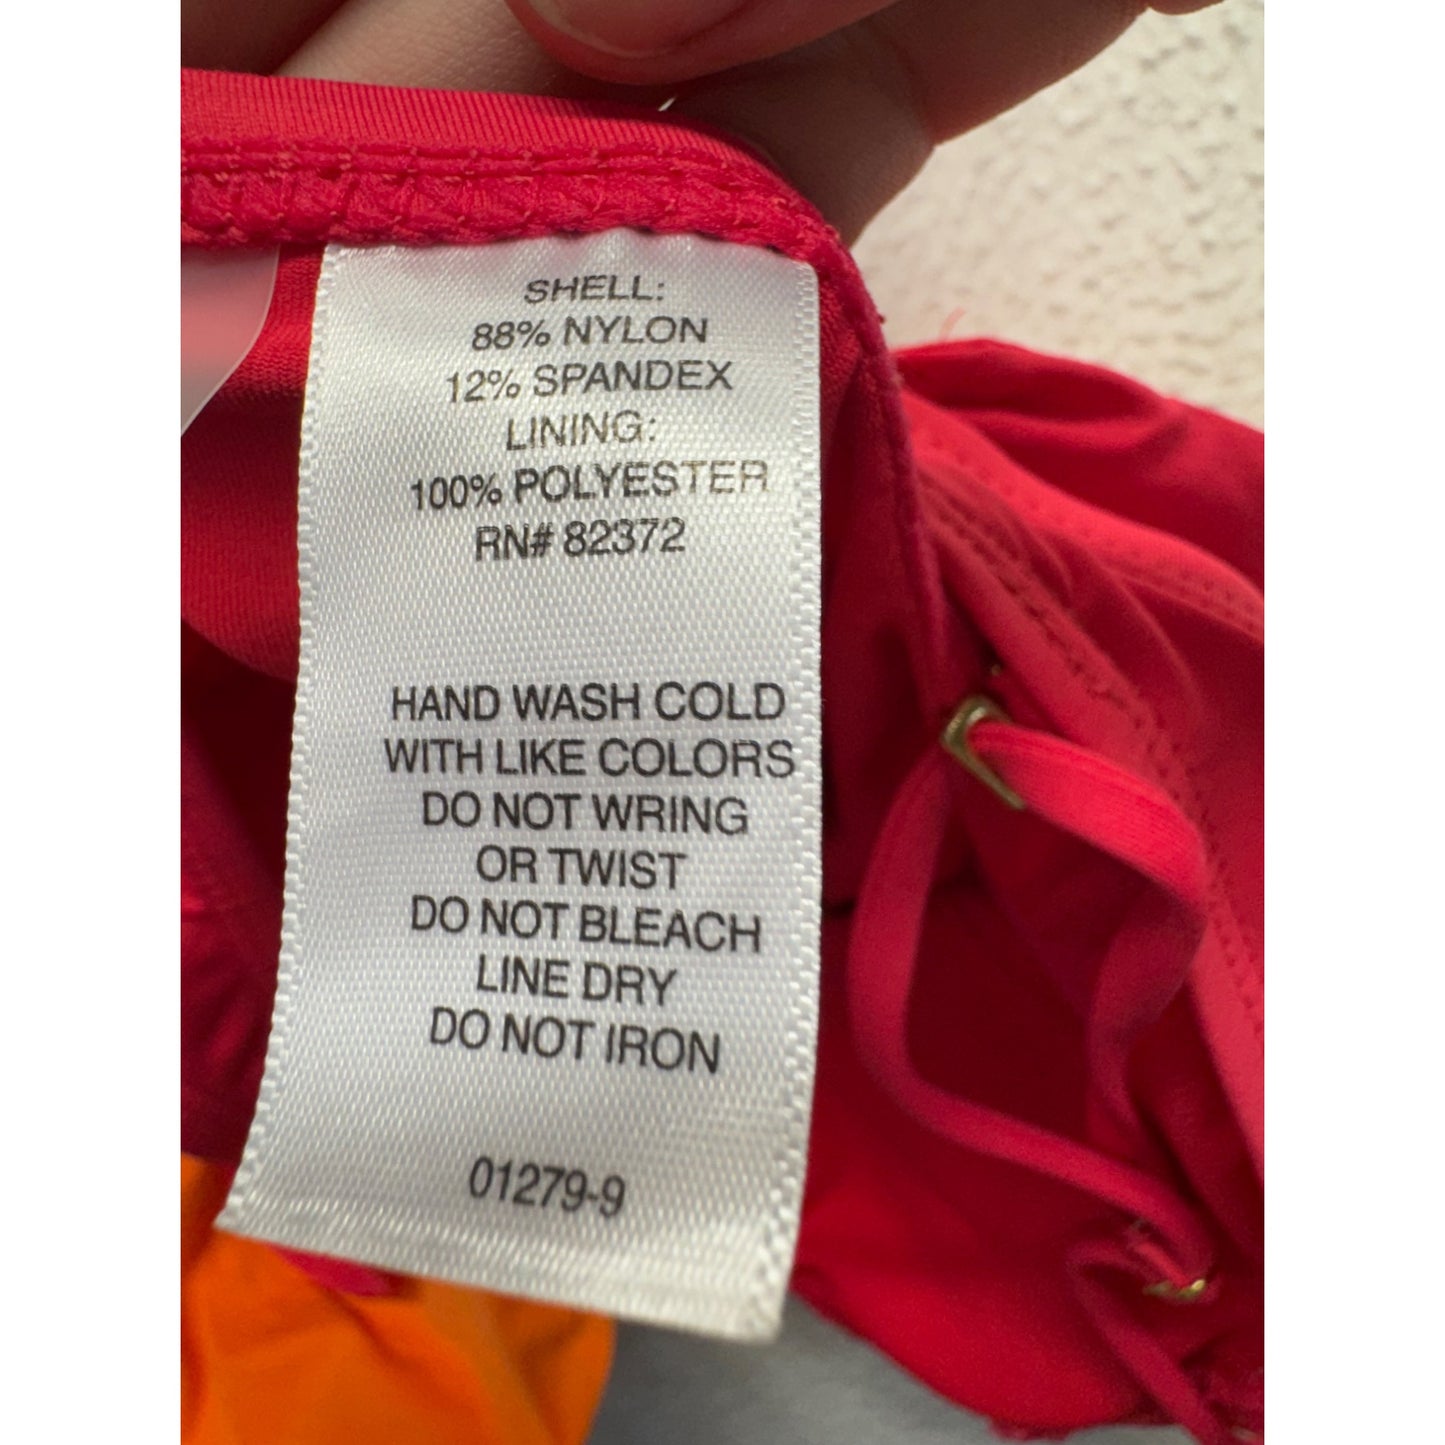 SHELL:
88% NYLON
12% SPANDEX
LINING:
100% POLYESTER
RN# 82372
HAND WASH COLD
WITH LIKE COLORS
DO NOT WRING
OR TWIST
DO NOT BLEACH
LINE DRY
DO NOT IRON
01279-9